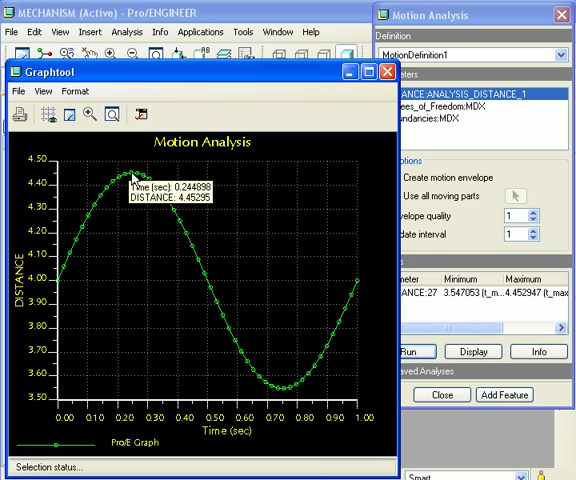 MECHANISM (Active) - Pro/ENGINEER
File Edit View Insert Analysis Info Applications Tools Window
Graphtool
File View Format
Motion Analysis
4.50
4.40
4.30
4.20
4.10
4.00
3.90
3.80
3.70
3.60
3.50
DISTANCE
Time (sec): 0.244898
DISTANCE: 4.45295
0.00 0.10 0.20 0.30 0.40 0.50 0.60 0.70 0.80 0.90 1.00
Time (sec)
Pro/E Graph
Selection status...
Motion Analysis
Definition
MotionDefinition1
eters
ANCE:ANALYSIS_DISTANCE_1
ees_of_Freedom:MDX
undancies:MDX
otions
Create motion envelope
Use all moving parts
velope quality 1
date interval 1
s
meter Minimum Maximum
ANCE:27 3.547053 (t_m... 4.452947 (t_max
Run Display Info
aved Analyses
Close Add Feature
Smart